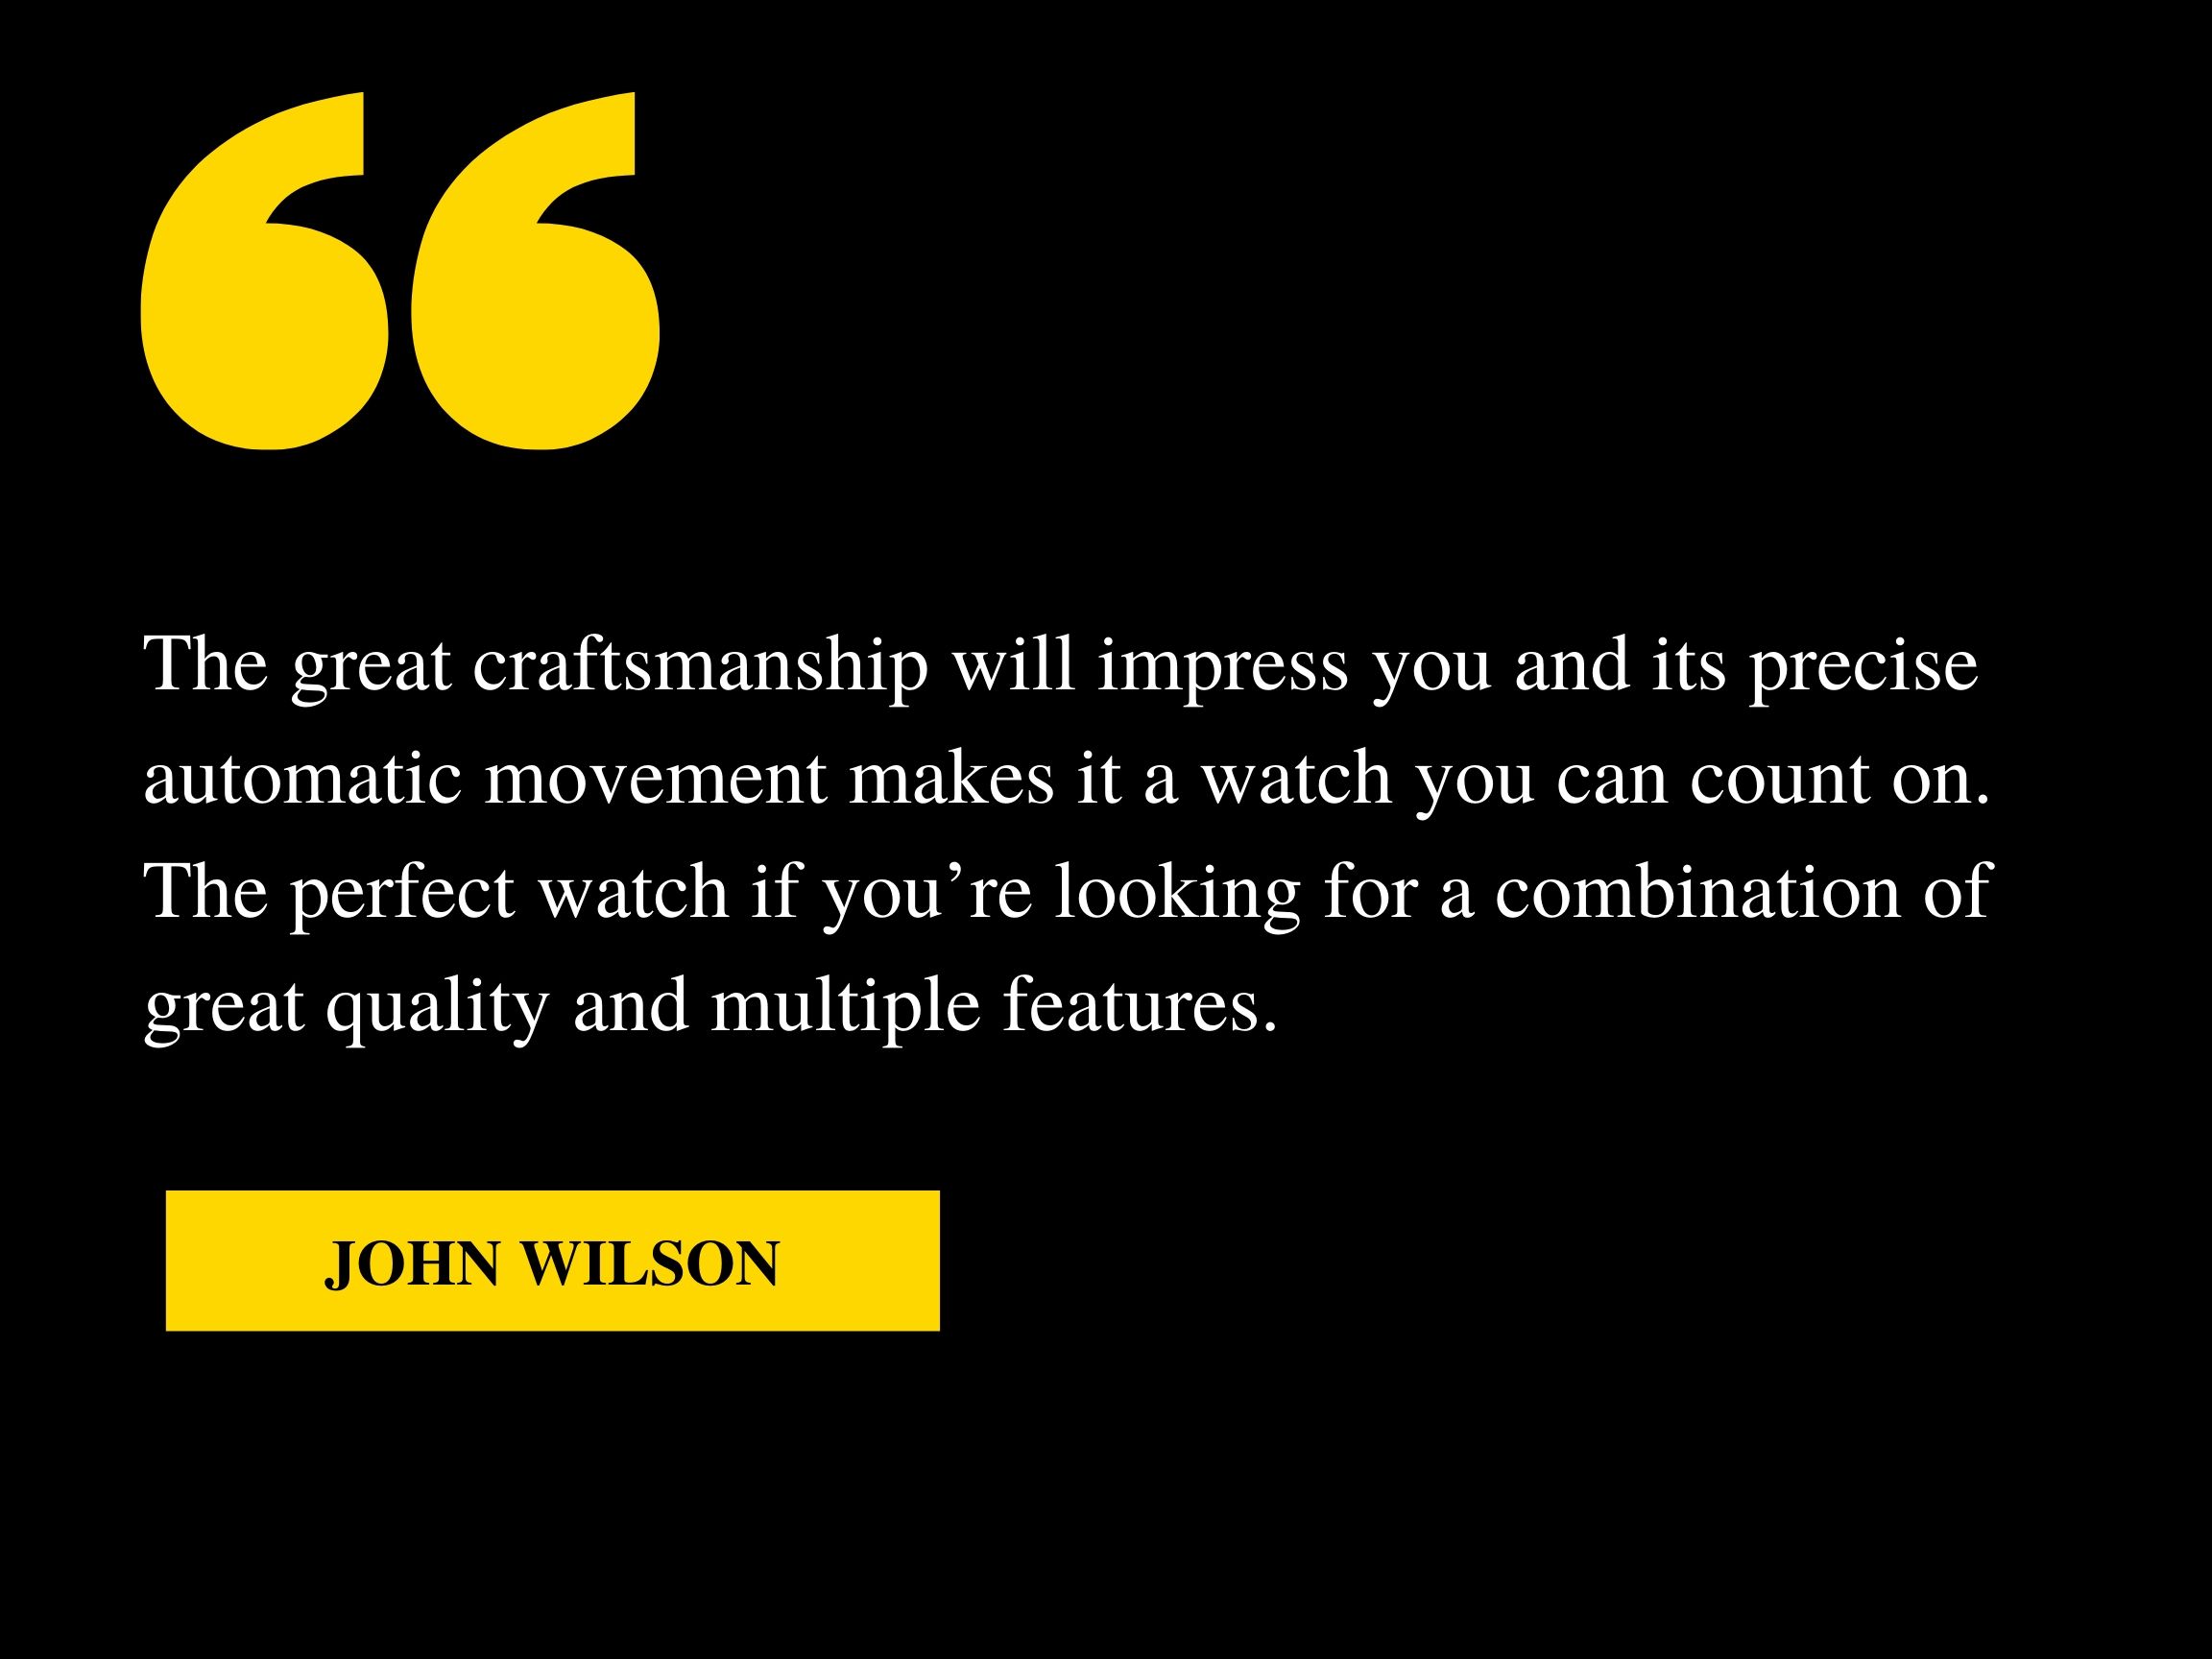 “
The great craftsmanship will impress you and its precise
automatic movement makes it a watch you can count on.
The perfect watch if you’re looking for a combination of
great quality and multiple features.
JOHN WILSON